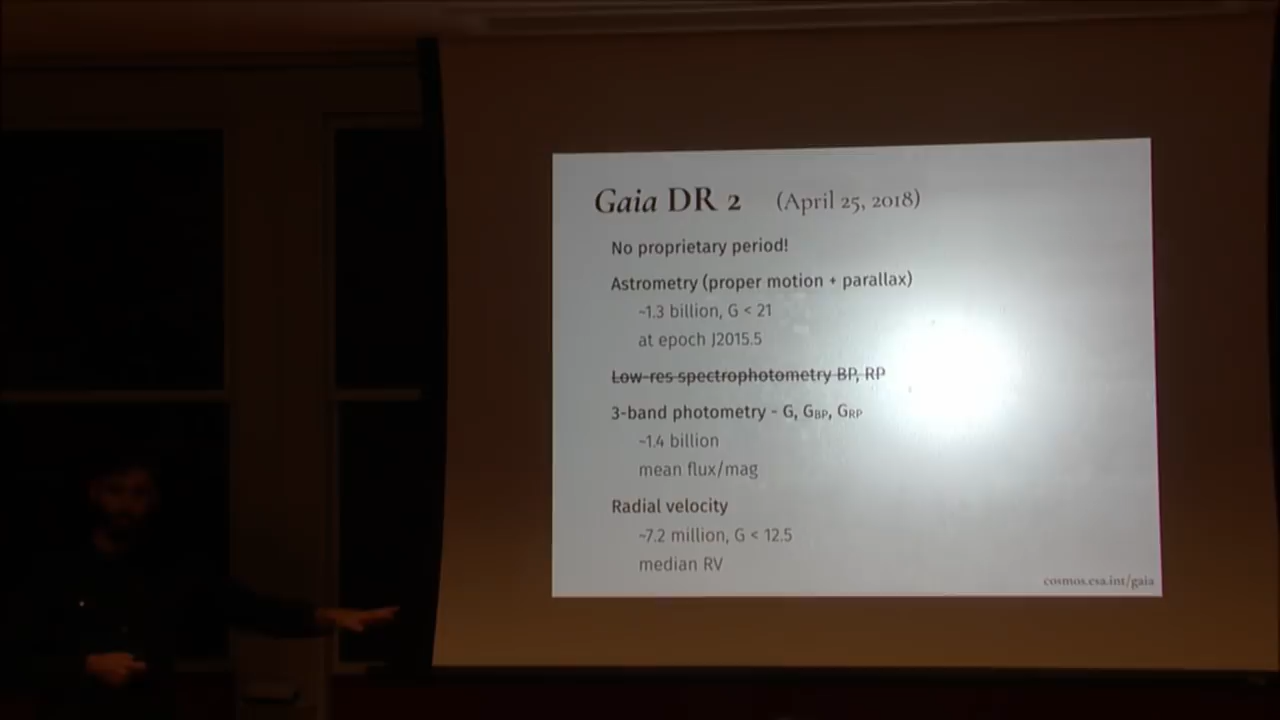 Gaia DR 2 (April 25, 2018)
No proprietary period!
Astrometry (proper motion + parallax)
~1.3 billion, G < 21
at epoch J2015.5
Low-res spectrophotometry BP, RP
3-band photometry - G, GBP, GRP
~1.4 billion
mean flux/mag
Radial velocity
~7.2 million, G < 12.5
median RV
cosmos.esa.int/gaia